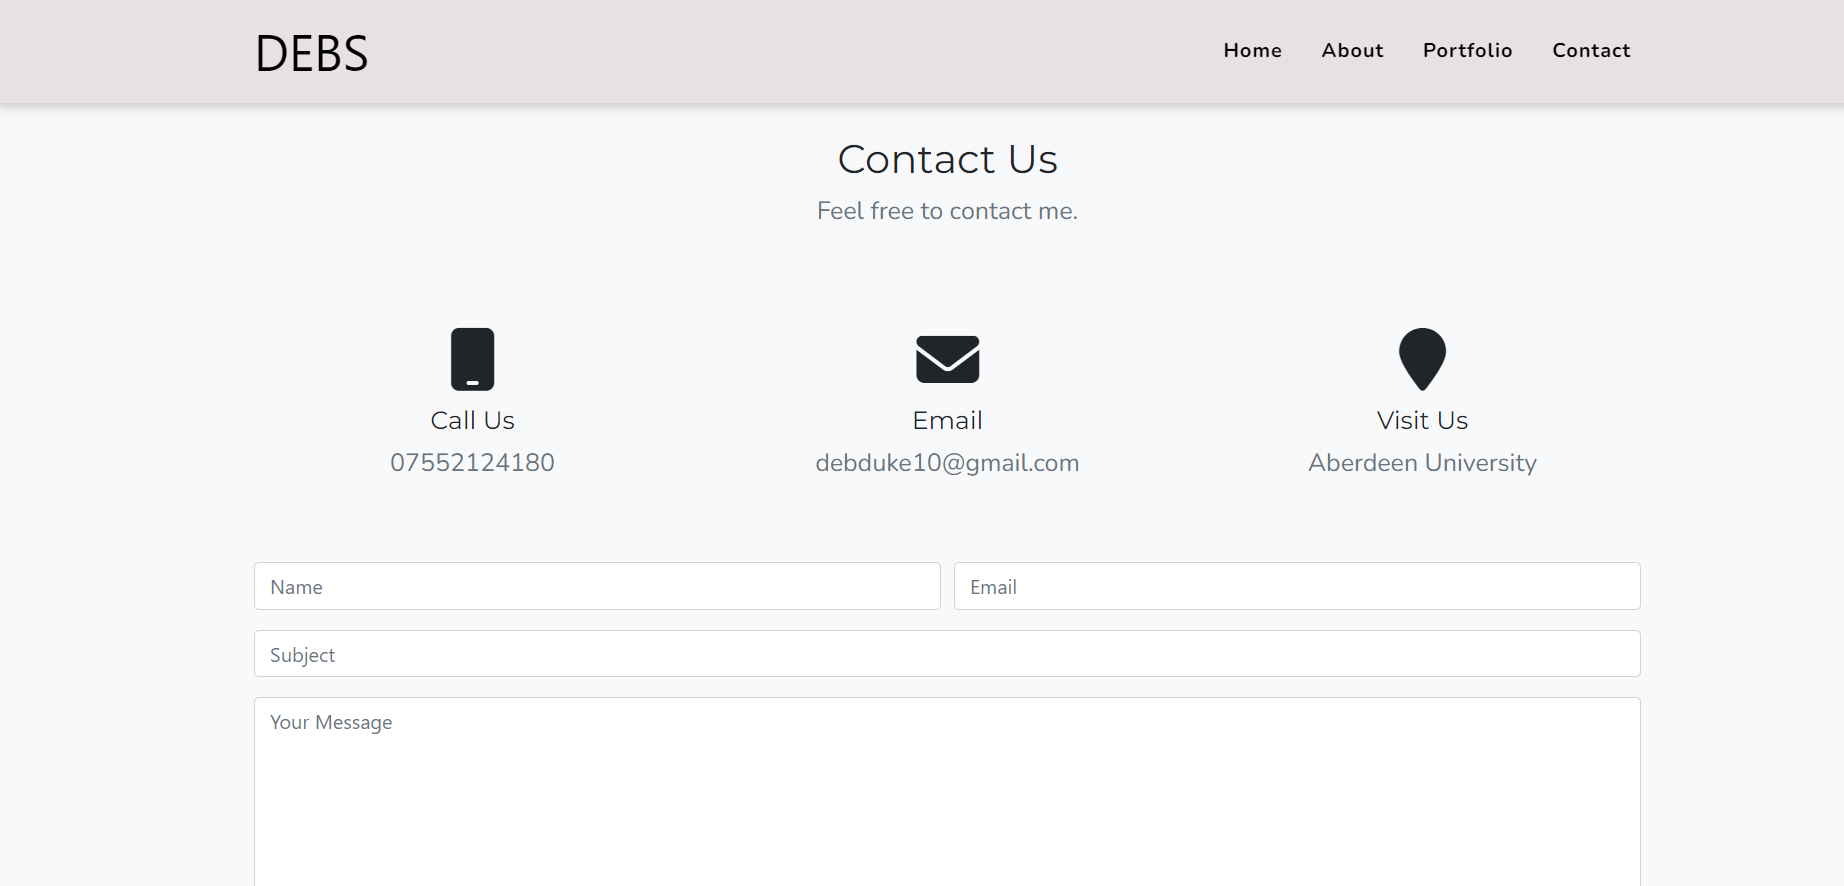 DEBS
Home About Portfolio Contact
Contact Us
Feel free to contact me.
Call Us
07552124180
Email
debduke10@gmail.com
Visit Us
Aberdeen University
Name
Email
Subject
Your Message